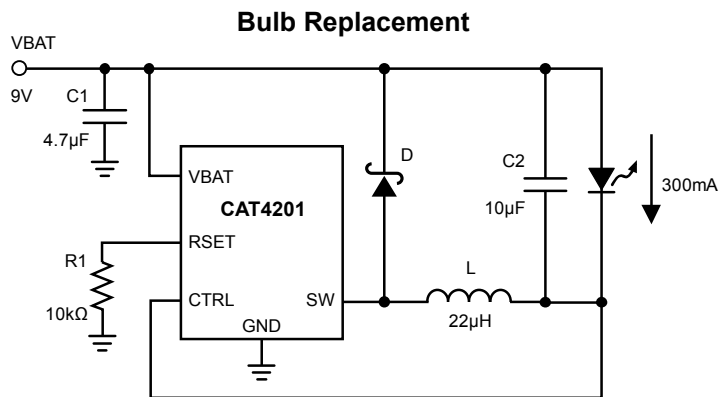 Bulb Replacement
VBAT
9V
C1
4.7µF
VBAT
CAT4201
RSET
CTRL
SW
GND
R1
10kΩ
D
L
22µH
C2
10µF
300mA